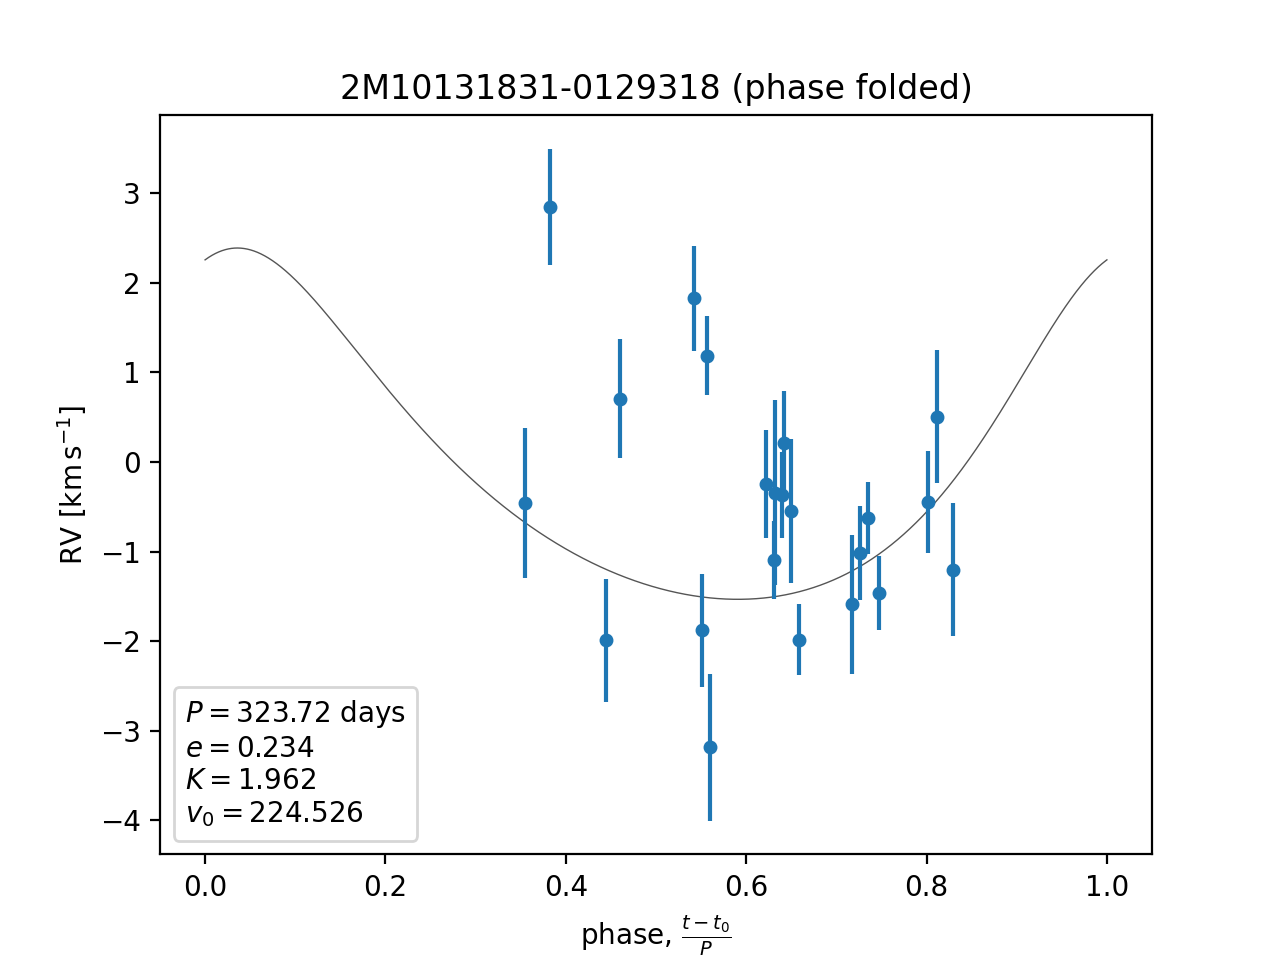 2M10131831-0129318 (phase folded)
RV [km s⁻¹]
3
2
1
0
−1
−2
−3
−4
P = 323.72 days
e = 0.234
K = 1.962
v₀ = 224.526
0.0 0.2 0.4 0.6 0.8 1.0
phase, (t − t₀)/P